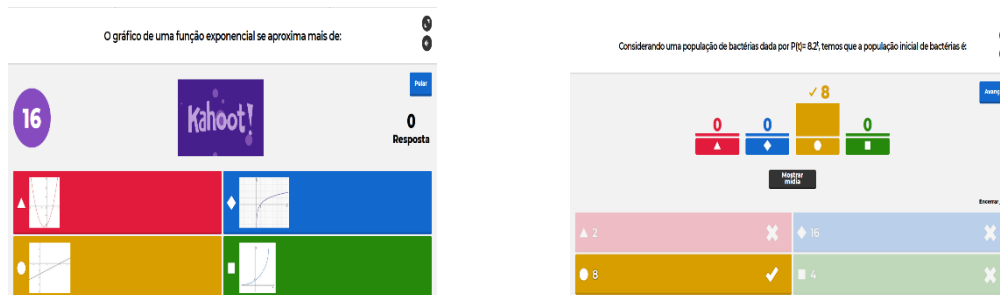 O gráfico de uma função exponencial se aproxima mais de:
Pular
16
Kahoot!
0
Resposta
Considerando uma população de bactérias dada por P(t)= 8.2ᵗ, temos que a população inicial de bactérias é:
Avanç
✓ 8
0
0
0
Mostrar
mídia
Encerrar
2
16
8
4